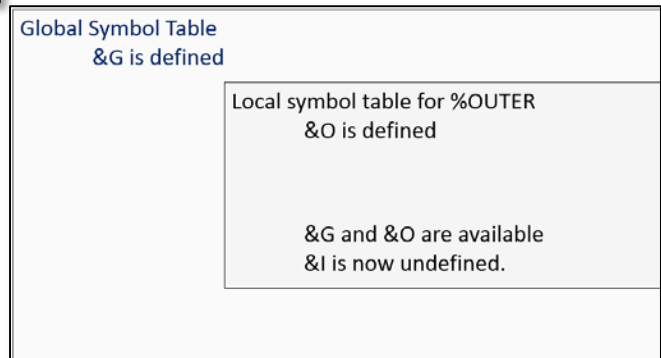 Global Symbol Table
&G is defined
Local symbol table for %OUTER
&O is defined
&G and &O are available
&I is now undefined.